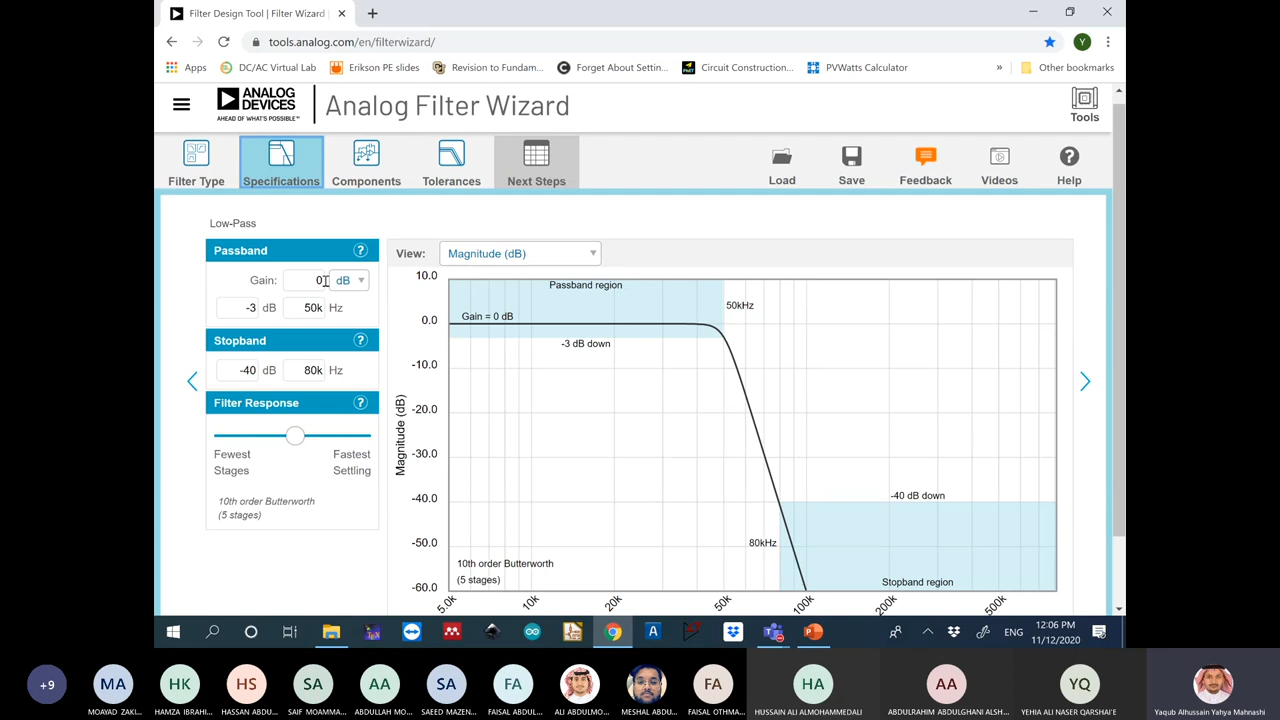 Filter Design Tool | Filter Wizard
tools.analog.com/en/filterwizard/
Y
Apps
DC/AC Virtual Lab
Erikson PE slides
Revision to Fundam...
Forget About Settin...
Circuit Construction...
PVWatts Calculator
»
Other bookmarks
ANALOG
DEVICES
AHEAD OF WHAT'S POSSIBLE™
Analog Filter Wizard
Tools
Filter Type
Specifications
Components
Tolerances
Next Steps
Load
Save
Feedback
Videos
Help
Low-Pass
Passband
?
Gain: 0 dB
-3 dB 50k Hz
Stopband
-40 dB 80k Hz
Filter Response
?
Fewest
Stages
Fastest
Settling
10th order Butterworth
(5 stages)
View: Magnitude (dB)
Magnitude (dB)
10.0
0.0
-10.0
-20.0
-30.0
-40.0
-50.0
-60.0
Passband region
50kHz
Gain = 0 dB
-3 dB down
-40 dB down
80kHz
10th order Butterworth
(5 stages)
Stopband region
5.0k
10k
20k
50k
100k
200k
500k
ENG
12:06 PM
11/12/2020
+9
MA
MOAYAD ZAKI...
HK
HAMZA IBRAHI...
HS
HASSAN ABDU...
SA
SAIF MOAMMA...
AA
ABDULLAH MO...
SA
SAEED MAZEN...
FA
FAISAL ABDUL...
ALI ABDULMO...
MESHAL ABDU...
FA
FAISAL OTHMA...
HA
HUSSAIN ALI ALMOHAMMEDALI
AA
ABDULRAHIM ABDULGHANI ALSH...
YQ
YEHIA ALI NASER QARSHA'E
Yaqub Alhussain Yahya Mahnashi